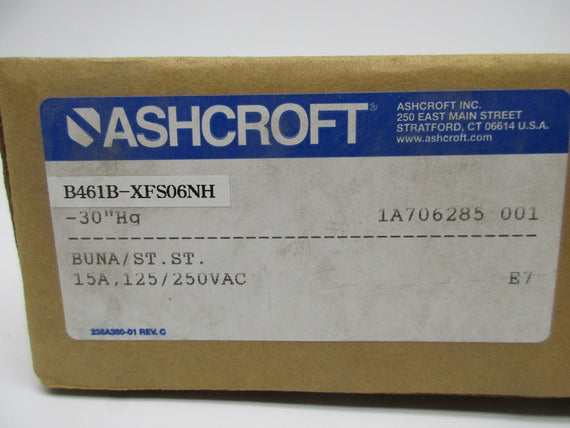 ASHCROFT®
ASHCROFT INC.
250 EAST MAIN STREET
STRATFORD, CT 06614 U.S.A.
www.ashcroft.com
B461B-XFS06NH
-30"Hg 1A706285 001
BUNA/ST.ST.
15A,125/250VAC E7
238A380-01 REV. C